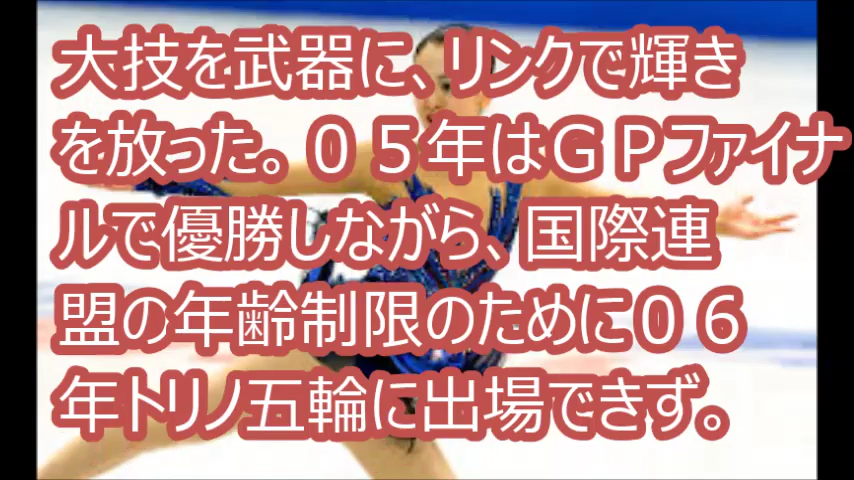 大技を武器に、リンクで輝き
を放った。０５年はＧＰファイナ
ルで優勝しながら、国際連
盟の年齢制限のために０６
年トリノ五輪に出場できず。